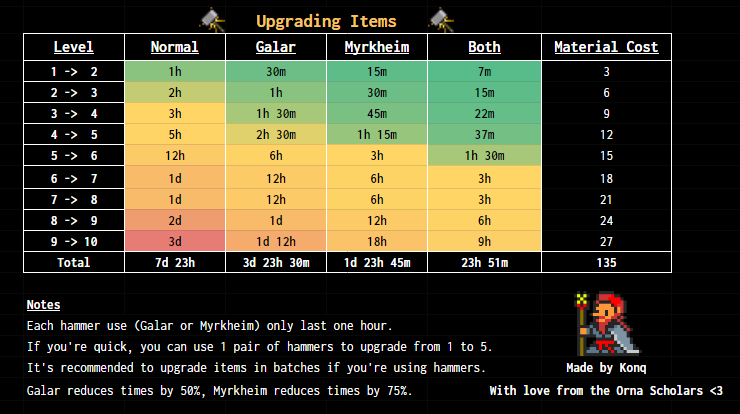 Upgrading Items
Level Normal Galar Myrkheim Both Material Cost
1 -> 2 1h 30m 15m 7m 3
2 -> 3 2h 1h 30m 15m 6
3 -> 4 3h 1h 30m 45m 22m 9
4 -> 5 5h 2h 30m 1h 15m 37m 12
5 -> 6 12h 6h 3h 1h 30m 15
6 -> 7 1d 12h 6h 3h 18
7 -> 8 1d 12h 6h 3h 21
8 -> 9 2d 1d 12h 6h 24
9 -> 10 3d 1d 12h 18h 9h 27
Total 7d 23h 3d 23h 30m 1d 23h 45m 23h 51m 135
Notes
Each hammer use (Galar or Myrkheim) only last one hour.
If you're quick, you can use 1 pair of hammers to upgrade from 1 to 5.
It's recommended to upgrade items in batches if you're using hammers.
Made by Konq
Galar reduces times by 50%, Myrkheim reduces times by 75%.
With love from the Orna Scholars <3